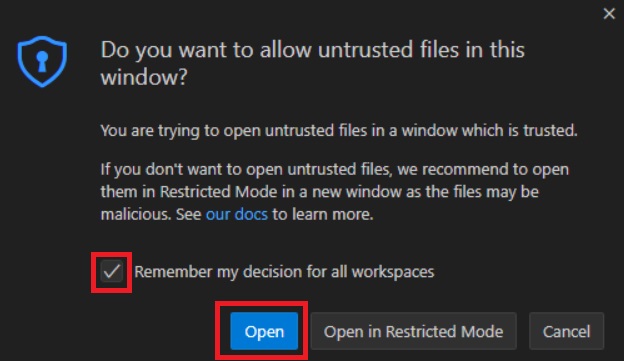 Do you want to allow untrusted files in this
window?
You are trying to open untrusted files in a window which is trusted.
If you don't want to open untrusted files, we recommend to open
them in Restricted Mode in a new window as the files may be
malicious. See our docs to learn more.
Remember my decision for all workspaces
Open
Open in Restricted Mode
Cancel